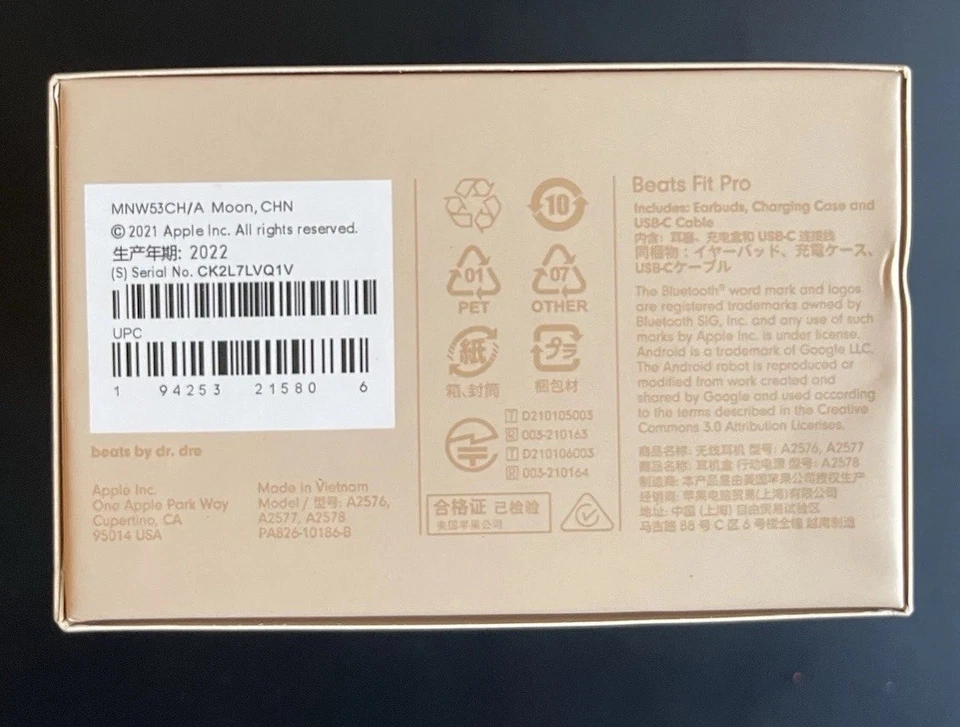 MNW53CH/A Moon, CHN
© 2021 Apple Inc. All rights reserved.
生产年期: 2022
(S) Serial No. CK2L7LVQ1V
UPC
1 94253 21580 6
beats by dr. dre
Apple Inc.
One Apple Park Way
Cupertino, CA
95014 USA
Made in Vietnam
Model / 型号: A2576,
A2577, A2578
PA826-10186-B
10
01
PET
07
OTHER
紙
箱、封筒
プラ
梱包材
T D210105003
R 003-210163
T D210106003
R 003-210164
合格证 已检验
美国苹果公司
Beats Fit Pro
Includes: Earbuds, Charging Case and
USB-C Cable
内含: 耳塞、充电盒和 USB-C 连接线
同梱物：イヤーバッド、充電ケース、
USB-Cケーブル
The Bluetooth® word mark and logos
are registered trademarks owned by
Bluetooth SIG, Inc. and any use of such
marks by Apple Inc. is under license.
Android is a trademark of Google LLC.
The Android robot is reproduced or
modified from work created and
shared by Google and used according
to the terms described in the Creative
Commons 3.0 Attribution Licenses.
商品名称: 无线耳机 型号: A2576, A2577
商品名称: 耳机盒 行动电源 型号: A2578
制造商: 本产品是由美国苹果公司授权生产
经销商: 苹果电脑贸易(上海)有限公司
地址: 中国 (上海) 自由贸易试验区
马吉路 88 号 C 区 6 号楼全幢 越南制造